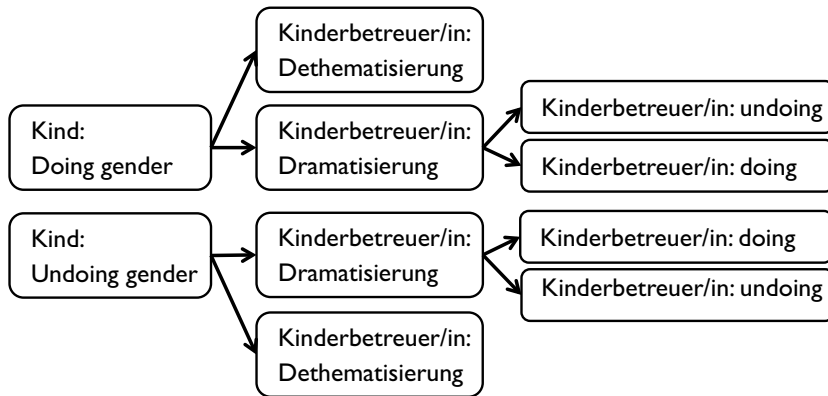 Kinderbetreuer/in:
Dethematisierung
Kind:
Doing gender
Kinderbetreuer/in:
Dramatisierung
Kinderbetreuer/in: undoing
Kinderbetreuer/in: doing
Kind:
Undoing gender
Kinderbetreuer/in:
Dramatisierung
Kinderbetreuer/in: doing
Kinderbetreuer/in: undoing
Kinderbetreuer/in:
Dethematisierung